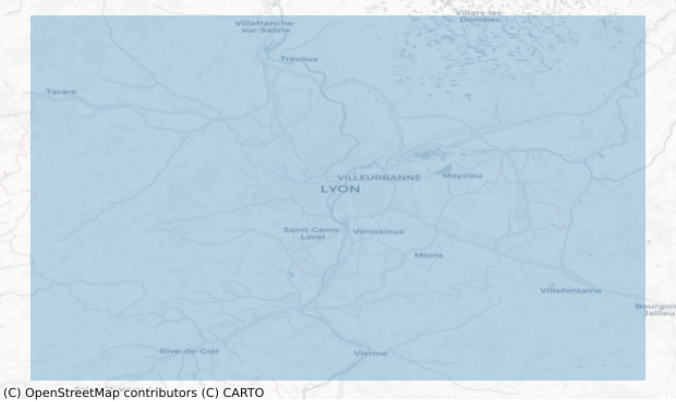 Villars-les-
Dombes
Villefranche-
sur-Saône
Trévoux
Tarare
VILLEURBANNE
Meyzieu
LYON
Saint-Genis-
Laval
Vénissieux
Mions
Villefontaine
Bourgoin-
Jallieu
Rive-de-Gier
Vienne
(C) OpenStreetMap contributors (C) CARTO